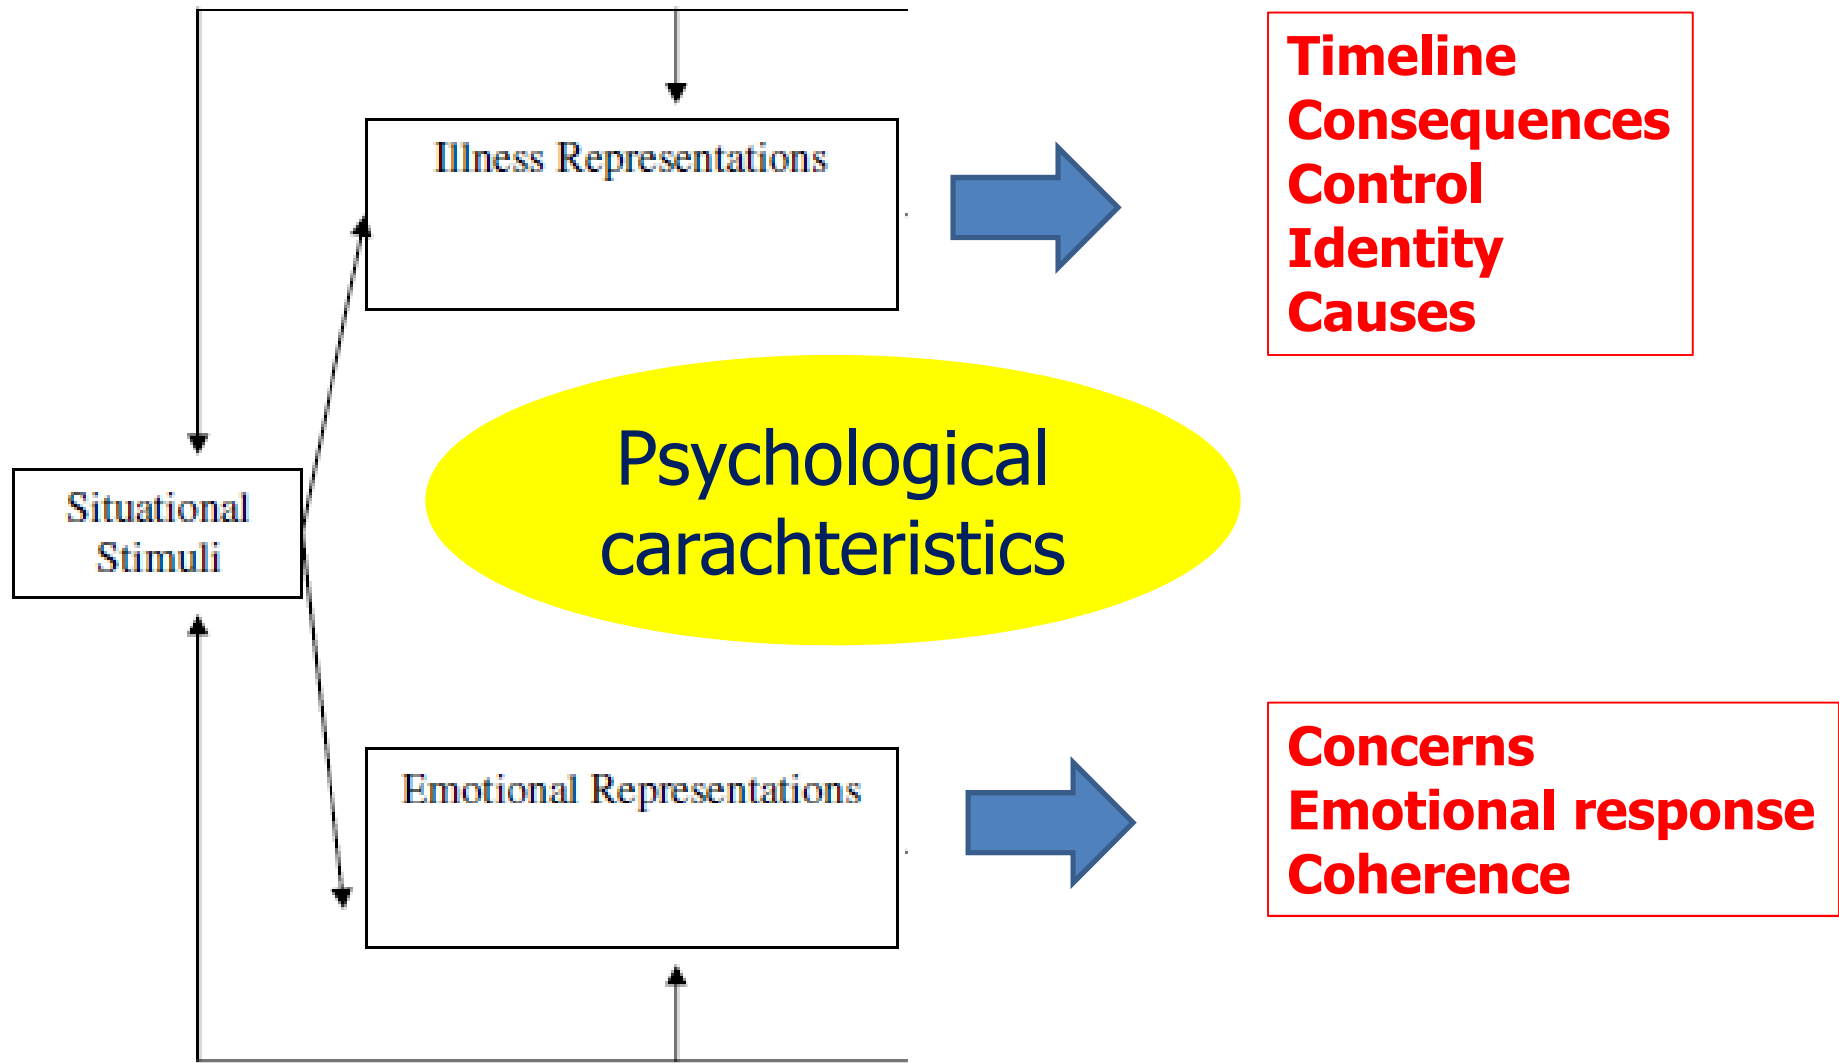 Illness Representations
Timeline
Consequences
Control
Identity
Causes
Psychological
carachteristics
Situational
Stimuli
Emotional Representations
Concerns
Emotional response
Coherence